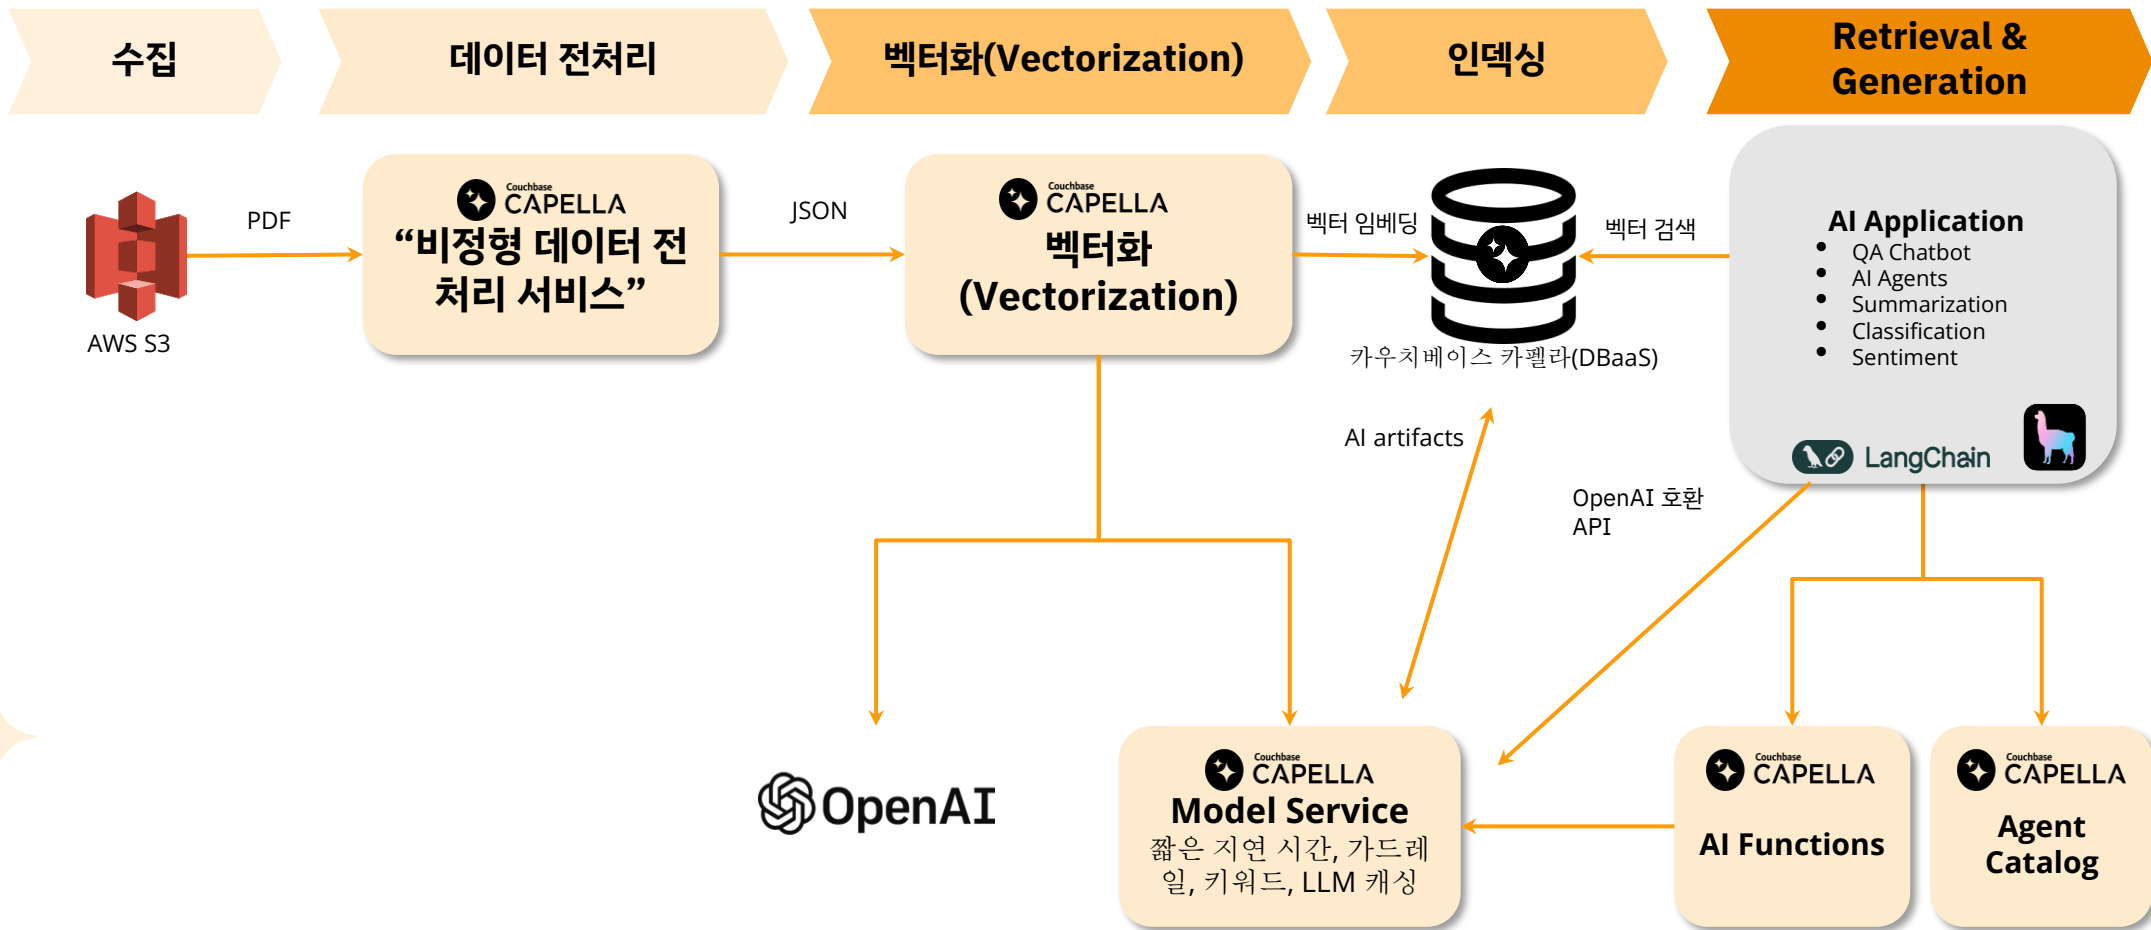 수집
데이터 전처리
벡터화(Vectorization)
인덱싱
Retrieval &
Generation
AWS S3
PDF
Couchbase
CAPELLA
“비정형 데이터 전
처리 서비스”
JSON
Couchbase
CAPELLA
벡터화
(Vectorization)
벡터 임베딩
카우치베이스 카펠라(DBaaS)
벡터 검색
AI Application
• QA Chatbot
• AI Agents
• Summarization
• Classification
• Sentiment
LangChain
AI artifacts
OpenAI 호환
API
OpenAI
Couchbase
CAPELLA
Model Service
짧은 지연 시간, 가드레
일, 키워드, LLM 캐싱
Couchbase
CAPELLA
AI Functions
Couchbase
CAPELLA
Agent
Catalog